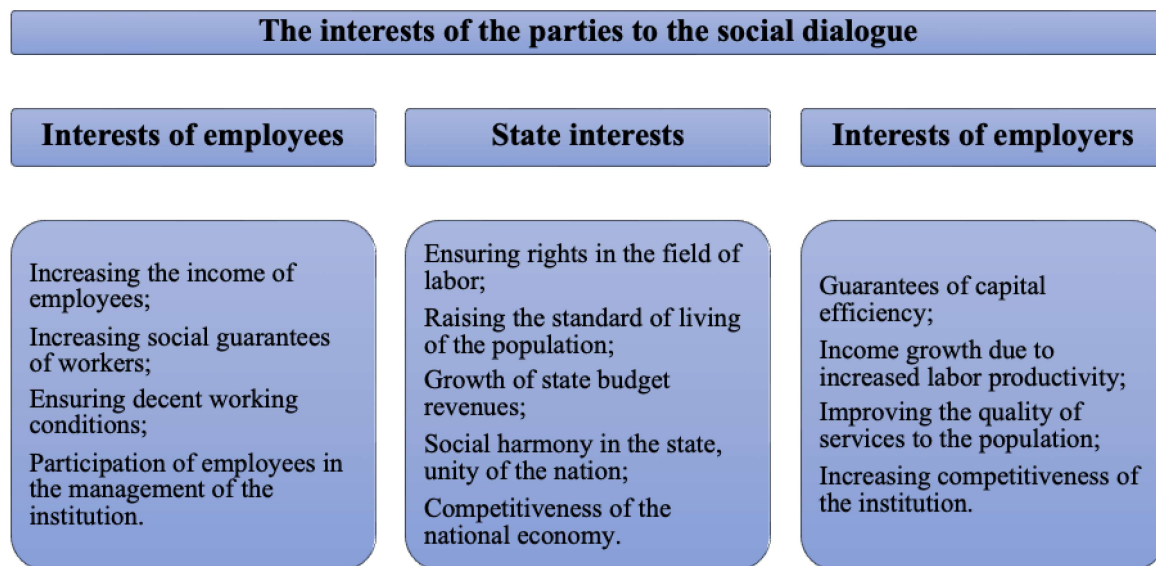 The interests of the parties to the social dialogue
Interests of employees
State interests
Interests of employers
Increasing the income of
employees;
Increasing social guarantees
of workers;
Ensuring decent working
conditions;
Participation of employees in
the management of the
institution.
Ensuring rights in the field of
labor;
Raising the standard of living
of the population;
Growth of state budget
revenues;
Social harmony in the state,
unity of the nation;
Competitiveness of the
national economy.
Guarantees of capital
efficiency;
Income growth due to
increased labor productivity;
Improving the quality of
services to the population;
Increasing competitiveness of
the institution.